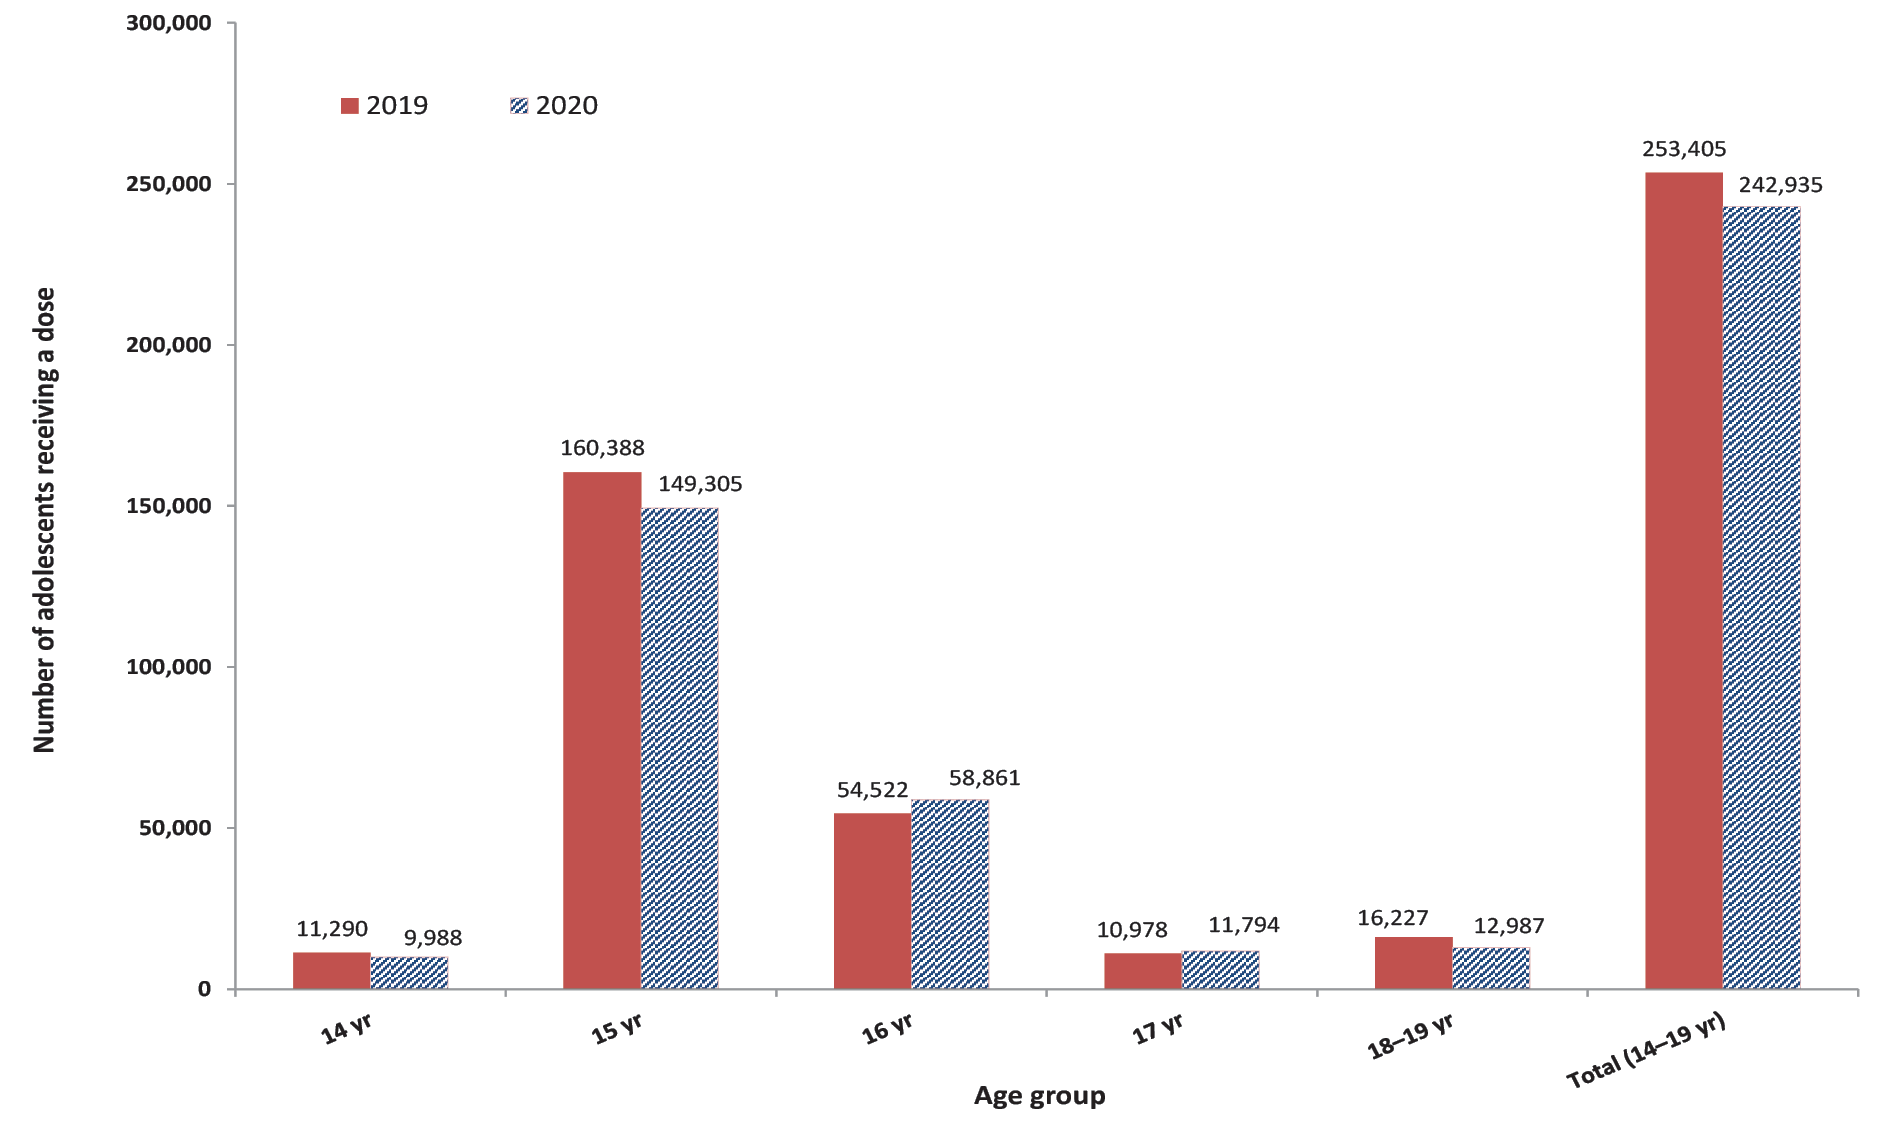 300,000
250,000
200,000
150,000
100,000
50,000
0
Number of adolescents receiving a dose
2019
2020
11,290
9,988
160,388
149,305
54,522
58,861
10,978
11,794
16,227
12,987
253,405
242,935
14 yr
15 yr
16 yr
17 yr
18–19 yr
Total (14–19 yr)
Age group